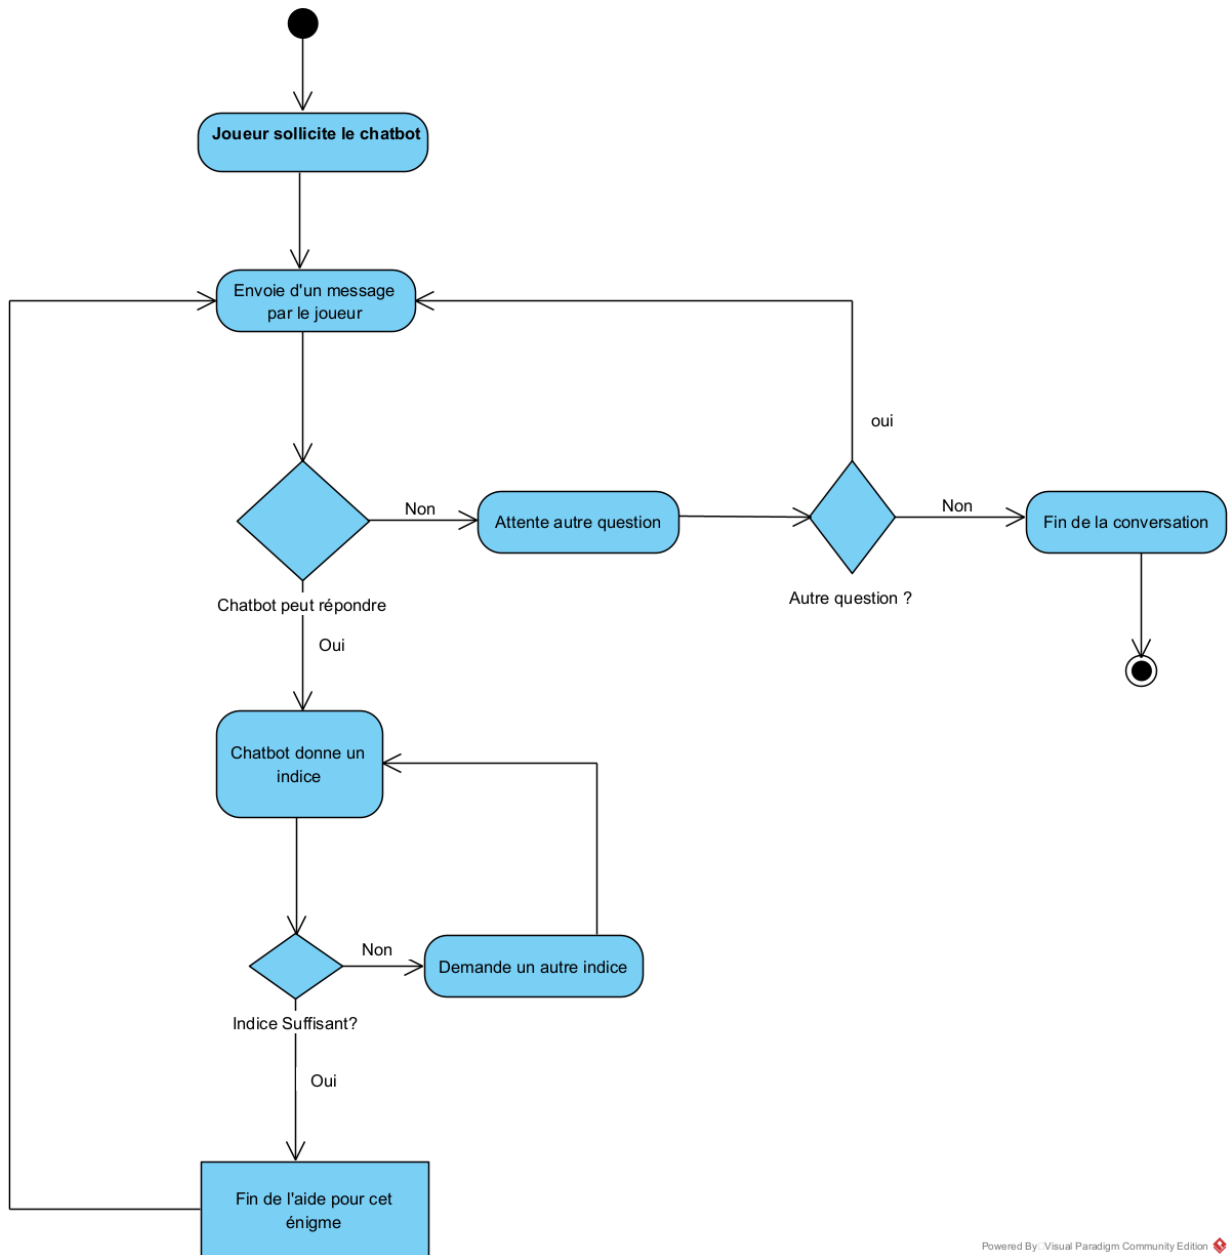 Joueur sollicite le chatbot
Envoie d'un message
par le joueur
oui
Non
Attente autre question
Non
Fin de la conversation
Autre question ?
Chatbot peut répondre
Oui
Chatbot donne un
indice
Non
Demande un autre indice
Indice Suffisant?
Oui
Fin de l'aide pour cet
énigme
Powered By Visual Paradigm Community Edition